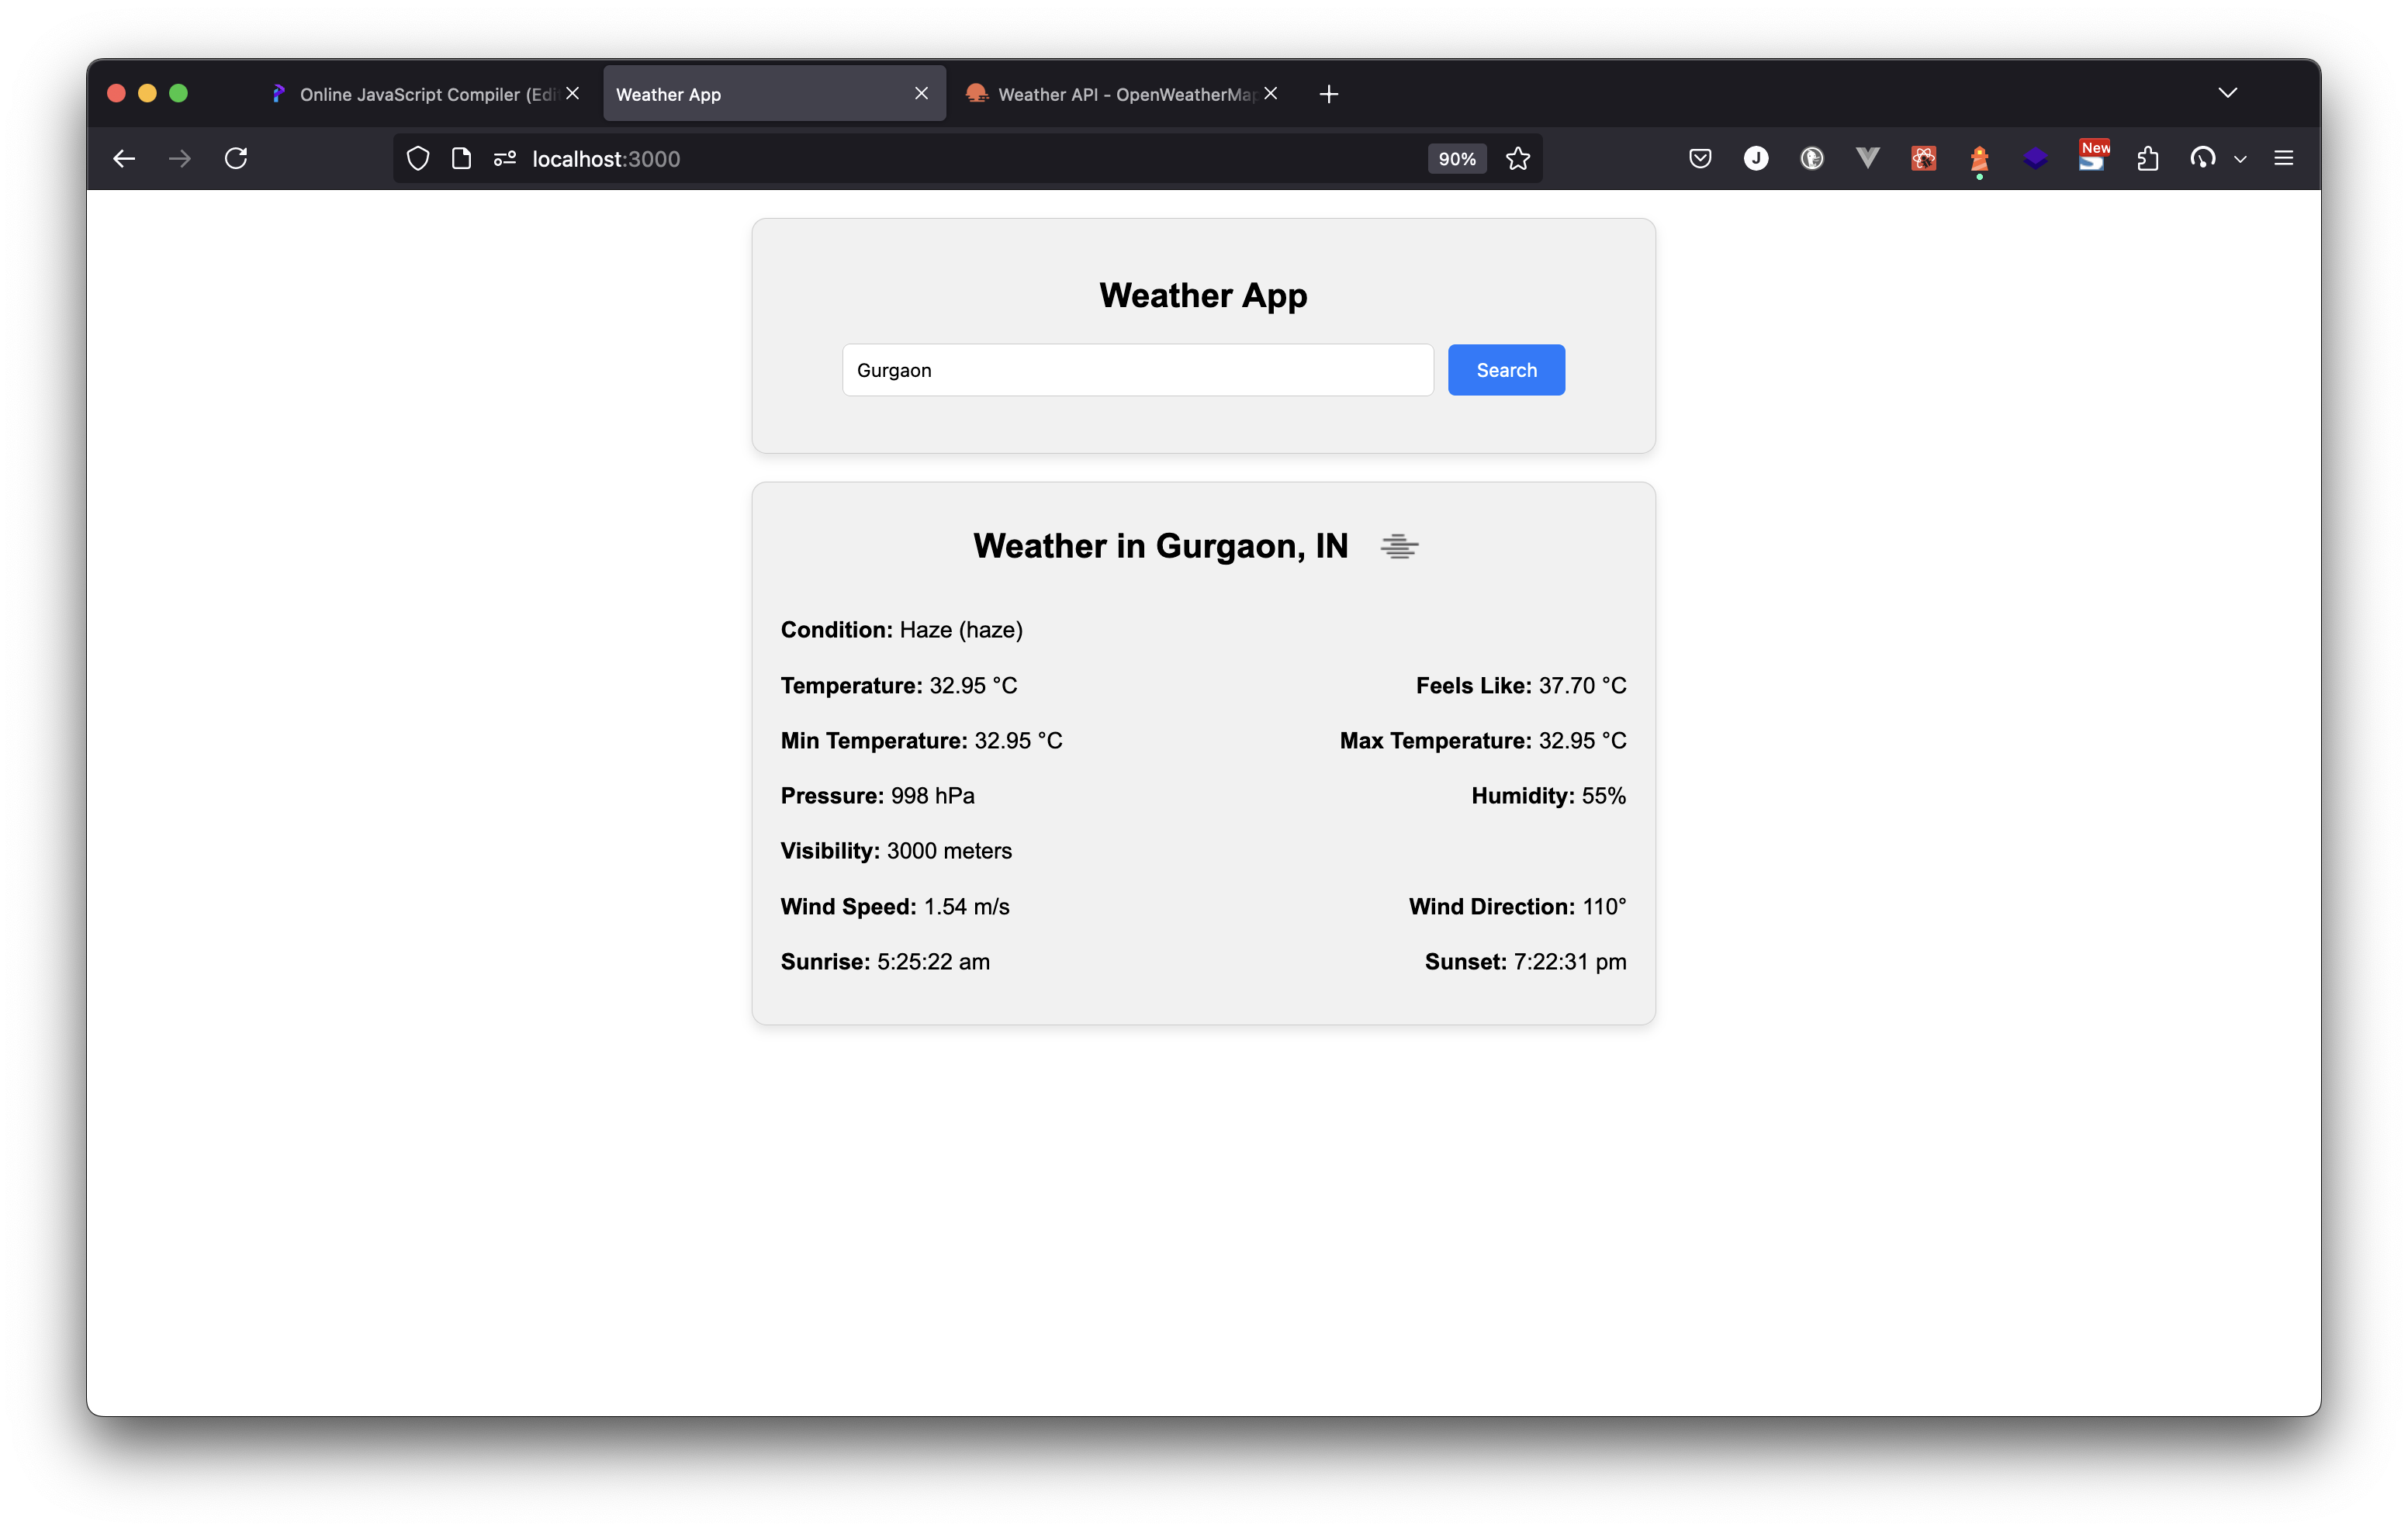 Online JavaScript Compiler (Edi
Weather App
Weather API - OpenWeatherMap
localhost:3000
90%
J
New
Weather App
Gurgaon
Search
Weather in Gurgaon, IN
Condition: Haze (haze)
Temperature: 32.95 °C
Feels Like: 37.70 °C
Min Temperature: 32.95 °C
Max Temperature: 32.95 °C
Pressure: 998 hPa
Humidity: 55%
Visibility: 3000 meters
Wind Speed: 1.54 m/s
Wind Direction: 110°
Sunrise: 5:25:22 am
Sunset: 7:22:31 pm